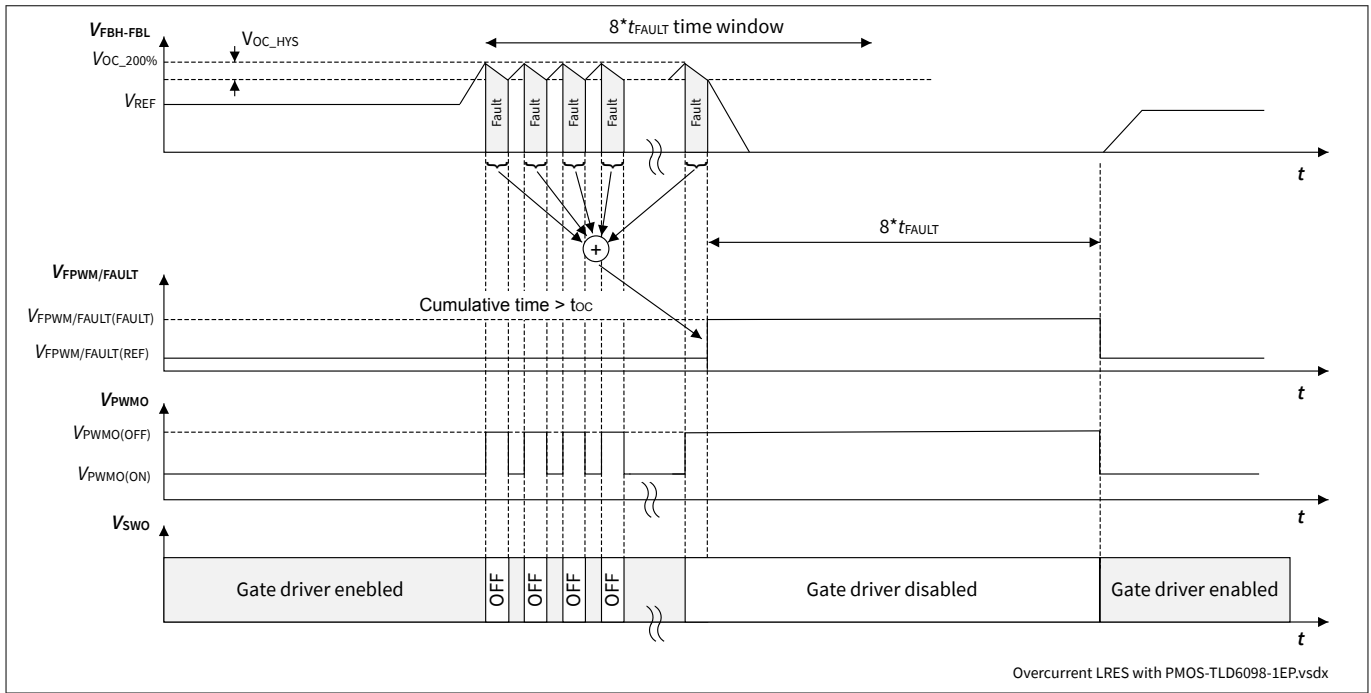 VFBH-FBL
VOC_HYS
8*tFAULT time window
VOC_200%
VREF
Fault
Fault
Fault
Fault
Fault
t
+
8*tFAULT
VFPWM/FAULT
Cumulative time > tOC
VFPWM/FAULT(FAULT)
VFPWM/FAULT(REF)
t
VPWMO
VPWMO(OFF)
VPWMO(ON)
t
VSWO
Gate driver enebled
OFF
OFF
OFF
OFF
Gate driver disabled
Gate driver enabled
t
Overcurrent LRES with PMOS-TLD6098-1EP.vsdx